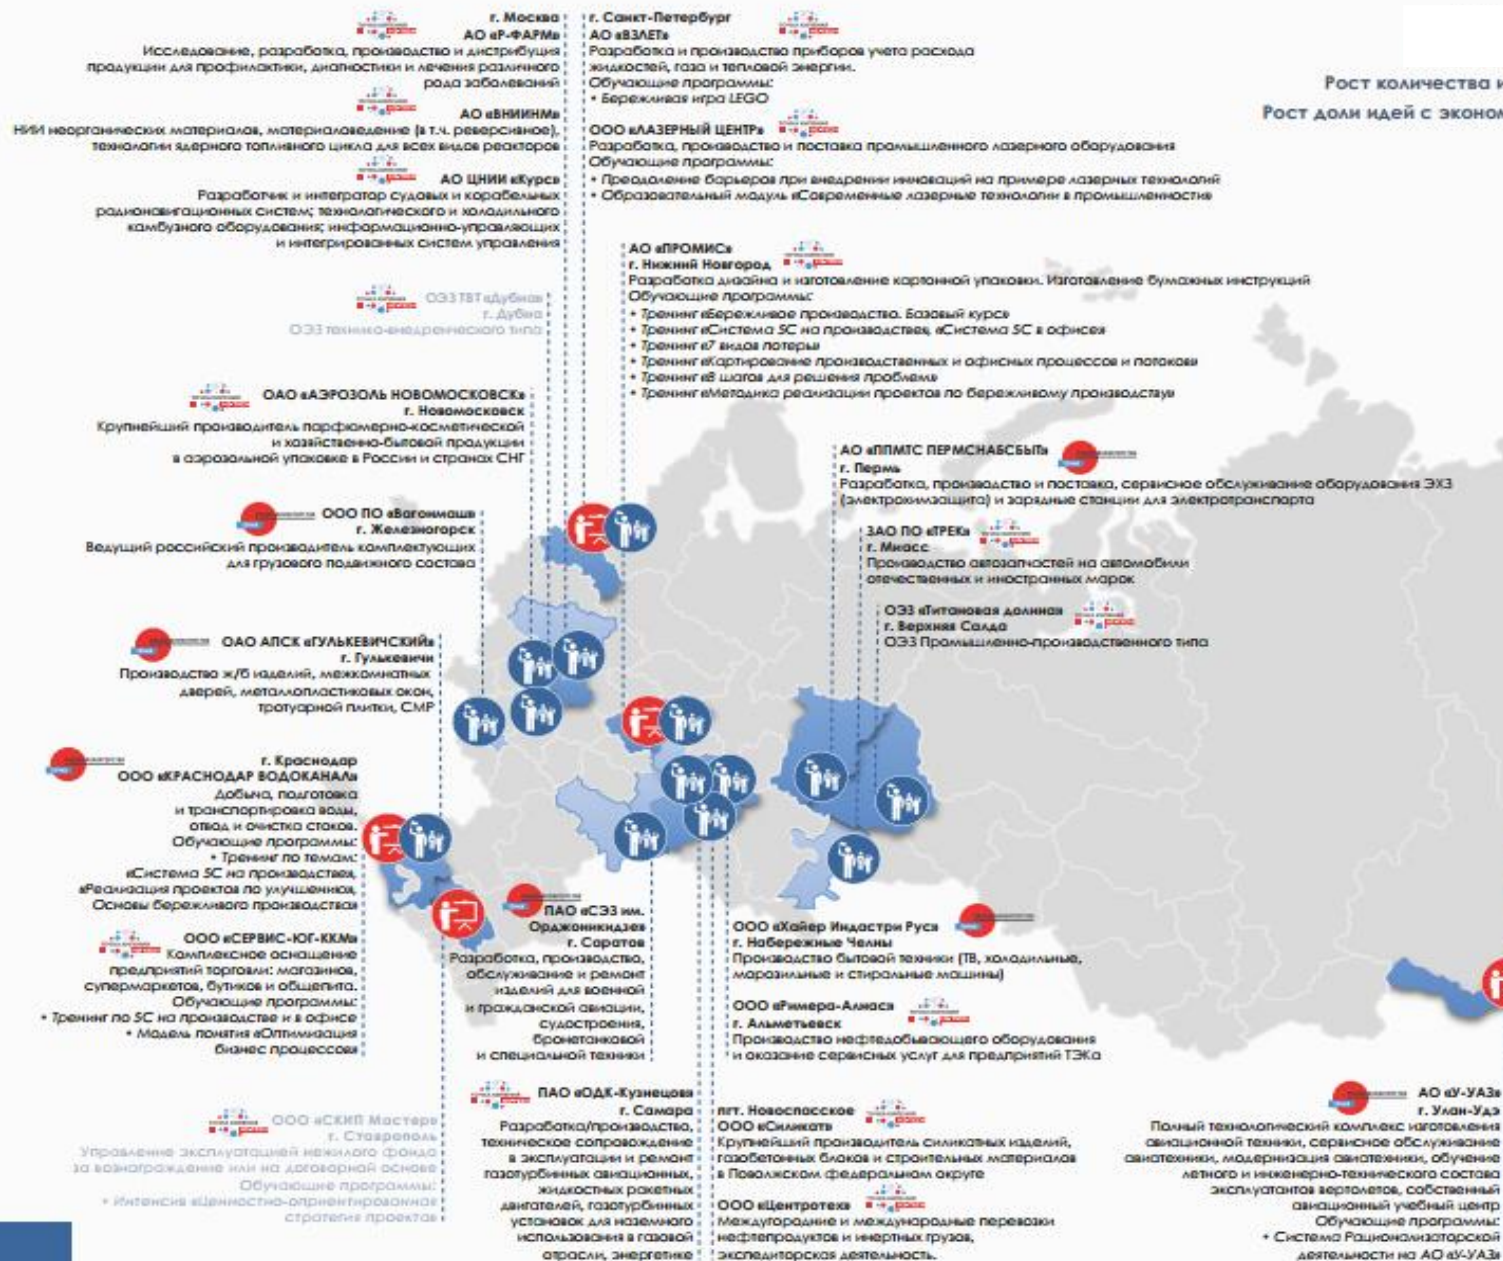 г. Москва
АО «Р-ФАРМ»
Исследование, разработка, производство и дистрибуция
продукции для профилактики, диагностики и лечения различного
рода заболеваний
АО «ВНИИНМ»
НИИ неорганических материалов, материаловедение (в т.ч. реверсивное),
технологии ядерного топливного цикла для всех видов реакторов
АО ЦНИИ «Курс»
Разработчик и интегратор судовых и корабельных
радионавигационных систем; технологического и холодильного
камбузного оборудования; информационно-управляющих
и интегрированных систем управления
ОЭЗ ТВТ «Дубна»
г. Дубна
ОЭЗ технико-внедренческого типа
ОАО «АЭРОЗОЛЬ НОВОМОСКОВСК»
г. Новомосковск
Крупнейший производитель парфюмерно-косметической
и хозяйственно-бытовой продукции
в аэрозольной упаковке в России и странах СНГ
ООО ПО «Вагонмаш»
г. Железногорск
Ведущий российский производитель комплектующих
для грузового подвижного состава
ОАО АПСК «ГУЛЬКЕВИЧСКИЙ»
г. Гулькевичи
Производство ж/б изделий, межкомнатных
дверей, металлопластиковых окон,
тротуарной плитки, СМР
г. Краснодар
ООО «КРАСНОДАР ВОДОКАНАЛ»
Добыча, подготовка
и транспортировка воды,
отвод и очистка стоков.
Обучающие программы:
• Тренинг по темам:
«Система 5С на производстве»,
«Реализация проектов по улучшению»,
Основы бережливого производства»
ООО «СЕРВИС-ЮГ-ККМ»
Комплексное оснащение
предприятий торговли: магазинов,
супермаркетов, бутиков и общепита.
Обучающие программы:
• Тренинг по 5С на производстве и в офисе
• Модель понятия «Оптимизация
бизнес процессов»
ООО «СКИП Мастер»
г. Ставрополь
Управление эксплуатацией нежилого фонда
за вознаграждение или на договорной основе
Обучающие программы:
• Интенсив «Ценностно-оприентированная
стратегия проектов»
г. Санкт-Петербург
АО «ВЗЛЕТ»
Разработка и производство приборов учета расхода
жидкостей, газа и тепловой энергии.
Обучающие программы:
• Бережливая игра LEGO
ООО «ЛАЗЕРНЫЙ ЦЕНТР»
Разработка, производство и поставка промышленного лазерного оборудования
Обучающие программы:
• Преодоление барьеров при внедрении инноваций на примере лазерных технологий
• Образовательный модуль «Современные лазерные технологии в промышленности»
Рост количества и
Рост доли идей с эконом
АО «ПРОМИС»
г. Нижний Новгород
Разработка дизайна и изготовление картонной упаковки. Изготовление бумажных инструкций
Обучающие программы:
• Тренинг «Бережливое производство. Базовый курс»
• Тренинг «Система 5С на производстве», «Система 5С в офисе»
• Тренинг «7 видов потерь»
• Тренинг «Картирование производственных и офисных процессов и потоков»
• Тренинг «8 шагов для решения проблем»
• Тренинг «Методика реализации проектов по бережливому производству»
АО «ППМТС ПЕРМСНАБСБЫТ»
г. Пермь
Разработка, производство и поставка, сервисное обслуживание оборудования ЭХЗ
(электрохимзащита) и зарядные станции для электротранспорта
ЗАО ПО «ТРЕК»
г. Миасс
Производство автозапчастей на автомобили
отечественных и иностранных марок
ОЭЗ «Титановая долина»
г. Верхняя Салда
ОЭЗ Промышленно-производственного типа
ПАО «СЭЗ им.
Орджоникидзе»
г. Саратов
Разработка, производство,
обслуживание и ремонт
изделий для военной
и гражданской авиации,
судостроения,
бронетанковой
и специальной техники
ООО «Хайер Индастри Рус»
г. Набережные Челны
Производство бытовой техники (ТВ, холодильные,
морозильные и стиральные машины)
ООО «Римера-Алнас»
г. Альметьевск
Производство нефтедобывающего оборудования
и оказание сервисных услуг для предприятий ТЭКа
ПАО «ОДК-Кузнецов»
г. Самара
Разработка/производство,
техническое сопровождение
в эксплуатации и ремонт
газотурбинных авиационных,
жидкостных ракетных
двигателей, газотурбинных
установок для наземного
использования в газовой
отрасли, энергетике
пгт. Новоспасское
ООО «Силикат»
Крупнейший производитель силикатных изделий,
газобетонных блоков и строительных материалов
в Поволжском федеральном округе
ООО «Центротех»
Междугородние и международные перевозки
нефтепродуктов и инертных грузов,
экспедиторская деятельность.
АО «У-УАЗ»
г. Улан-Удэ
Полный технологический комплекс изготовления
авиационной техники, сервисное обслуживание
авиатехники, модернизация авиатехники, обучение
летного и инженерно-технического состава
эксплуатантов вертолетов, собственный
авиационный учебный центр
Обучающие программы:
• Система Рационализаторской
деятельности на АО «У-УАЗ»